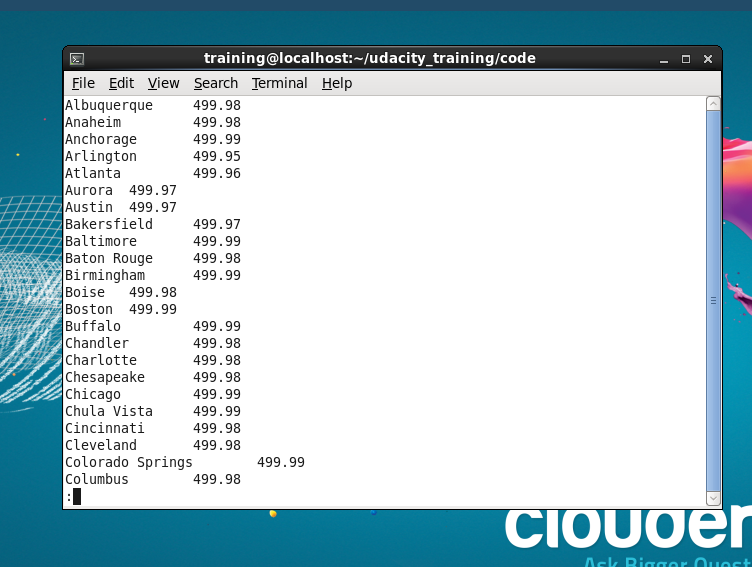 training@localhost:~/udacity_training/code
File Edit View Search Terminal Help
Albuquerque 499.98
Anaheim 499.98
Anchorage 499.99
Arlington 499.95
Atlanta 499.96
Aurora 499.97
Austin 499.97
Bakersfield 499.97
Baltimore 499.99
Baton Rouge 499.98
Birmingham 499.99
Boise 499.98
Boston 499.99
Buffalo 499.99
Chandler 499.98
Charlotte 499.98
Chesapeake 499.98
Chicago 499.99
Chula Vista 499.99
Cincinnati 499.98
Cleveland 499.98
Colorado Springs 499.99
Columbus 499.98
:
clouder
Ask Bigger Quest